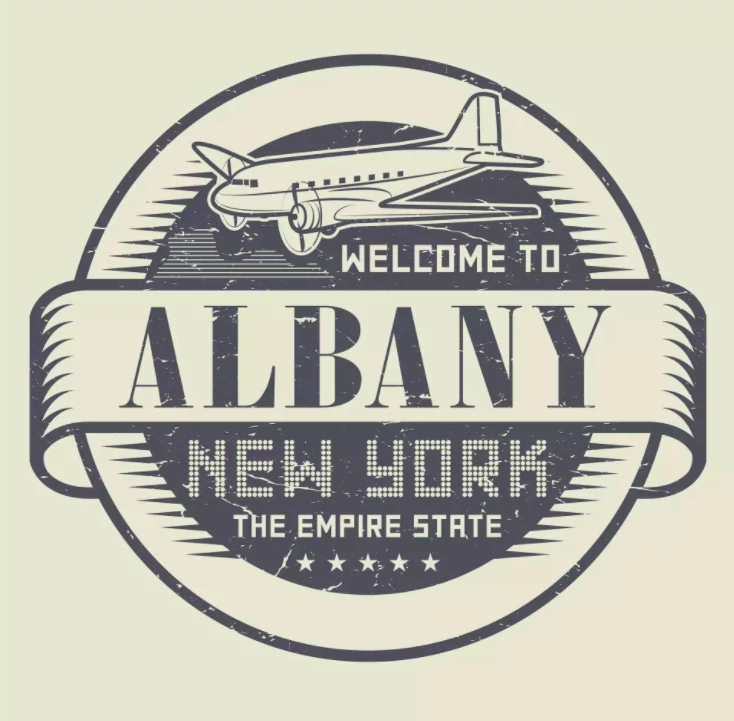 WELCOME TO
ALBANY
NEW YORK
THE EMPIRE STATE